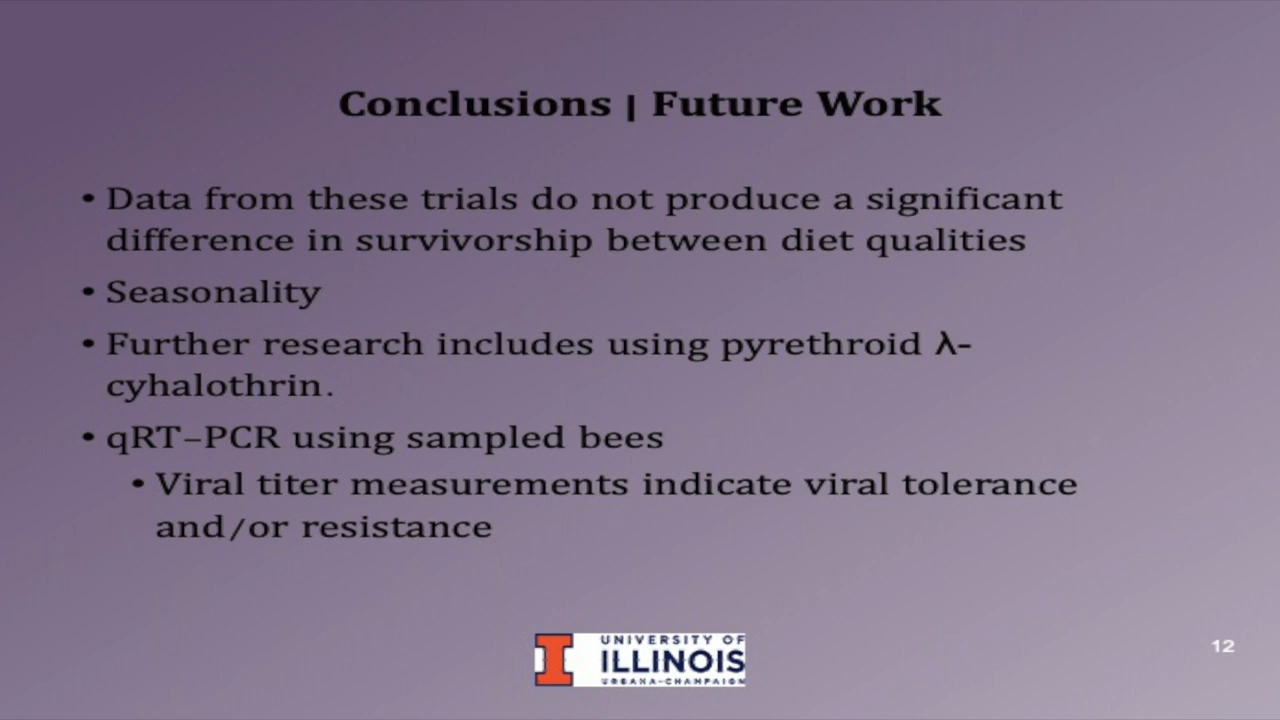 Conclusions | Future Work
• Data from these trials do not produce a significant
difference in survivorship between diet qualities
• Seasonality
• Further research includes using pyrethroid λ-
cyhalothrin.
• qRT–PCR using sampled bees
• Viral titer measurements indicate viral tolerance
and/or resistance
UNIVERSITY OF
ILLINOIS
URBANA-CHAMPAIGN
12